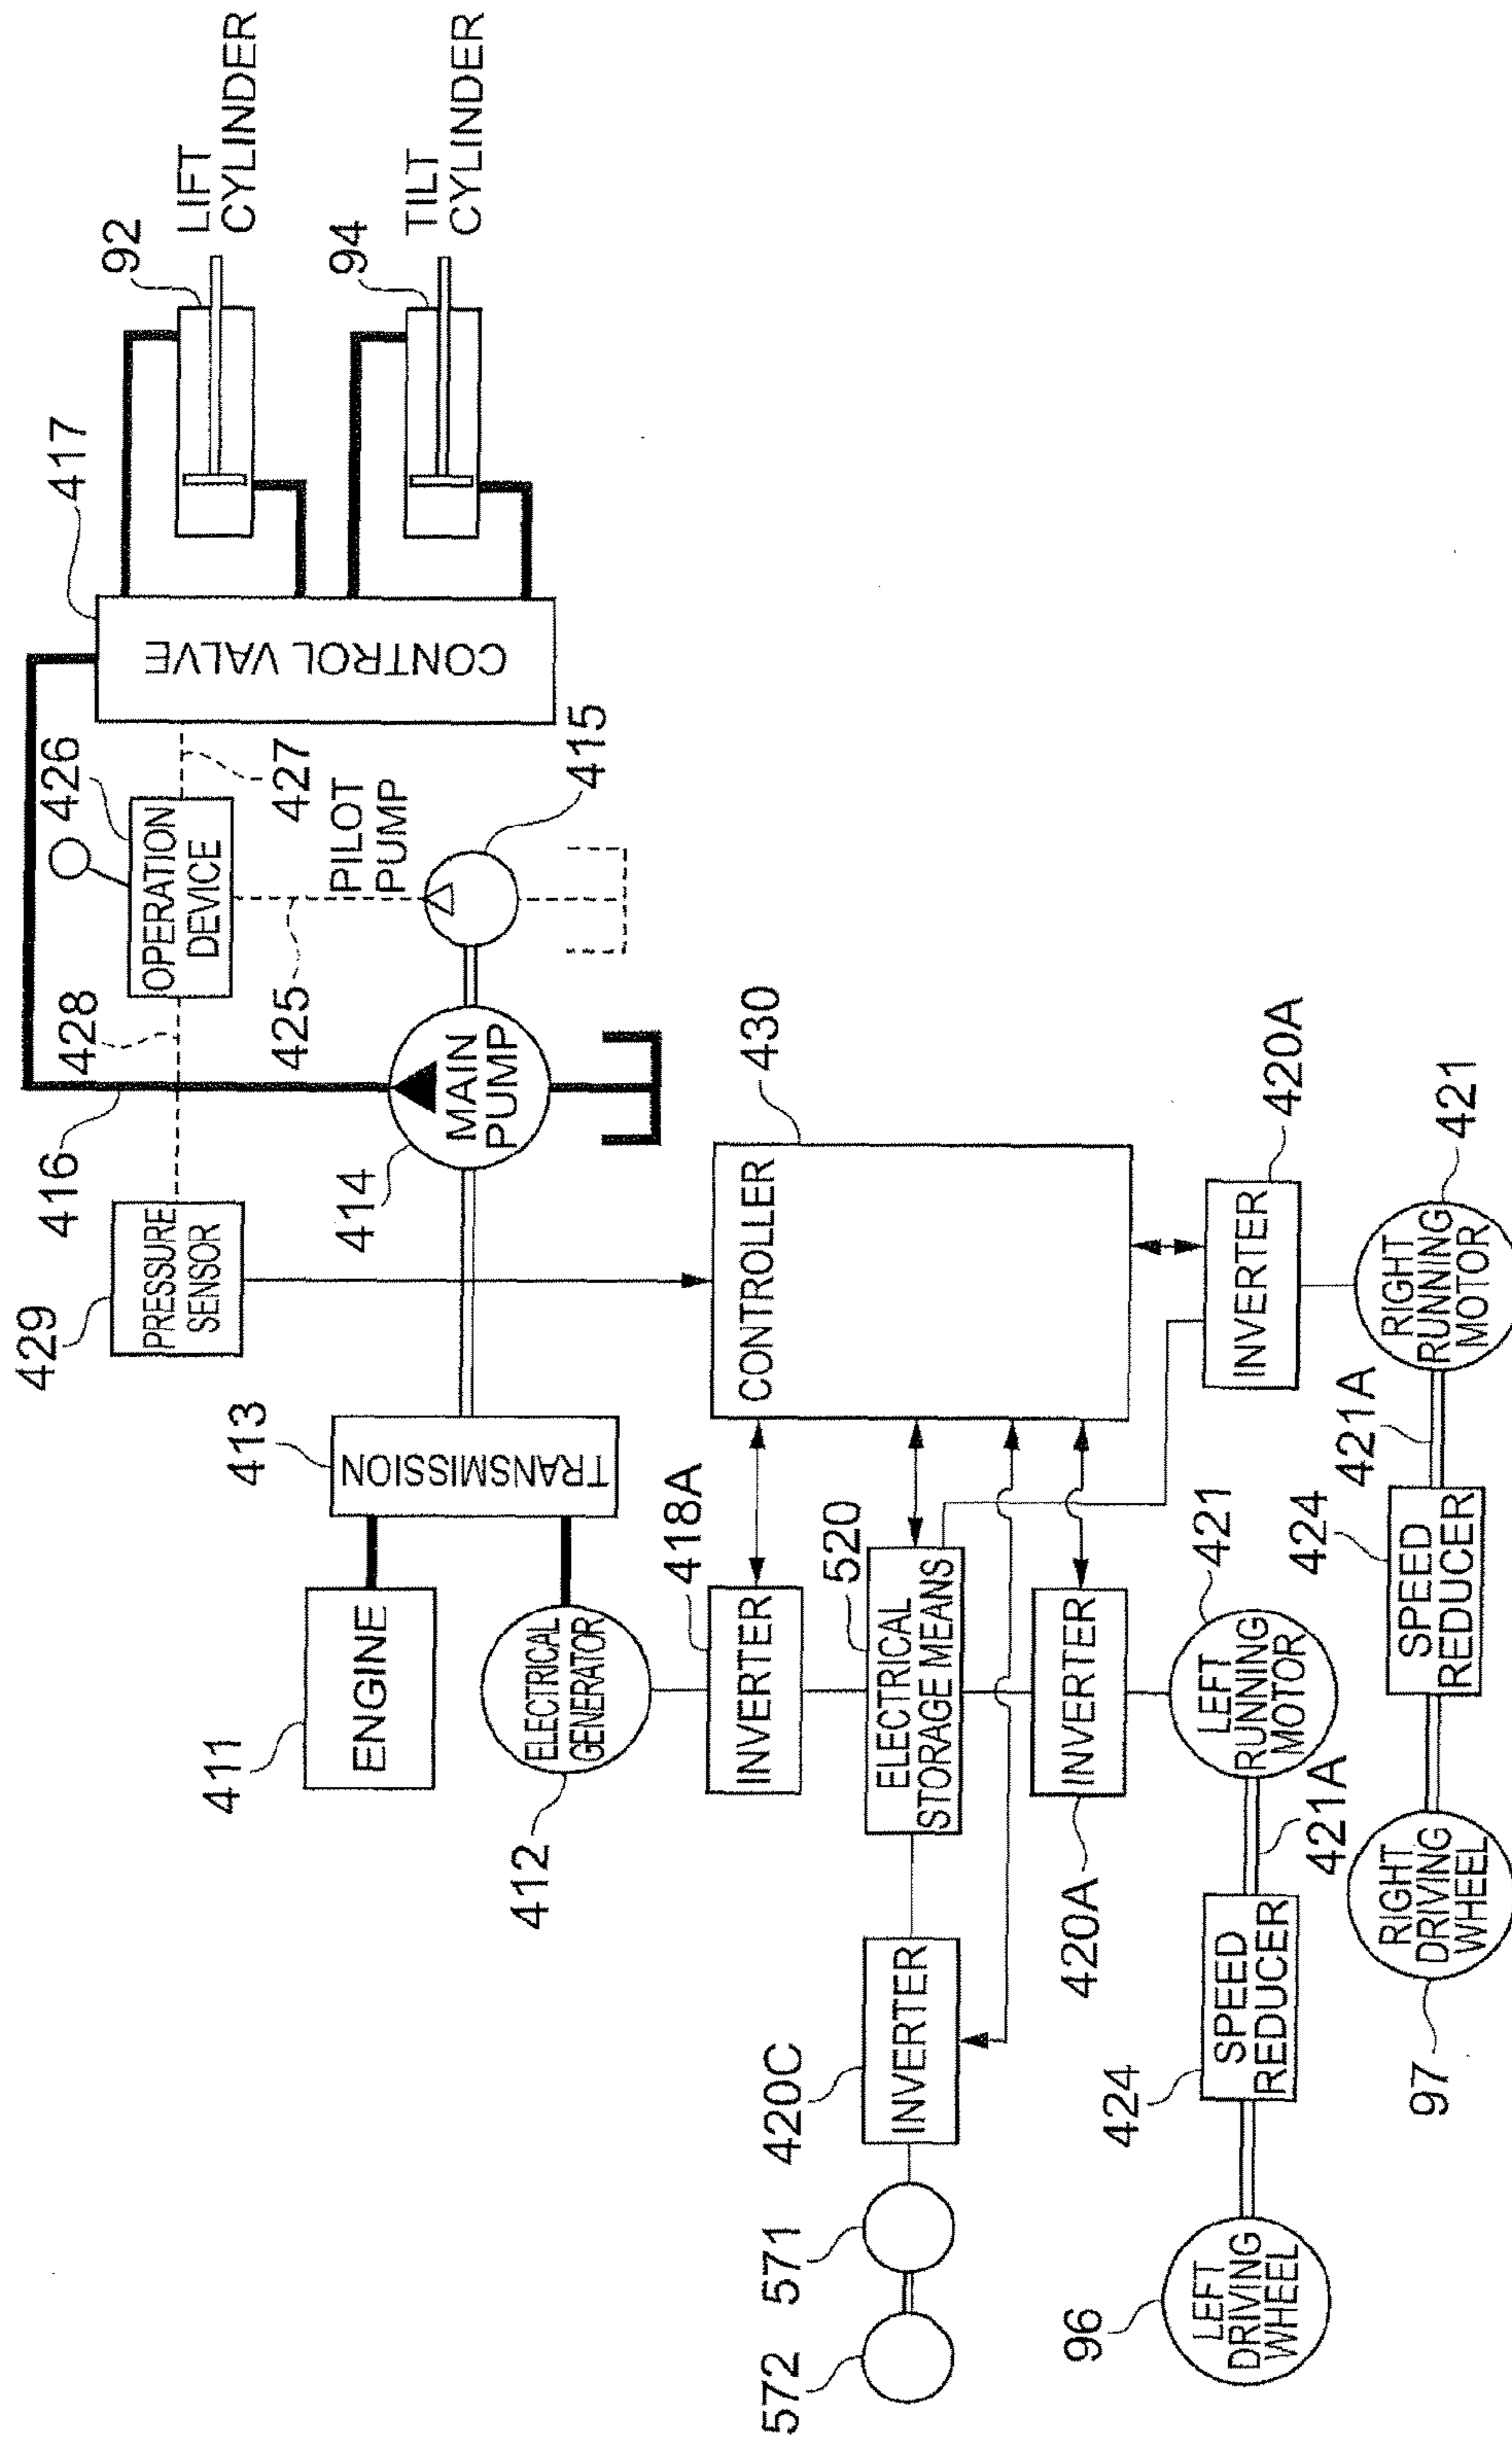 92
LIFT
CYLINDER
94
TILT
CYLINDER
417
CONTROL VALVE
426
OPERATION
DEVICE
427
PILOT
PUMP
415
425
428
416
MAIN
PUMP
414
429
PRESSURE
SENSOR
430
CONTROLLER
413
TRANSMISSION
411
ENGINE
412
ELECTRICAL
GENERATOR
418A
INVERTER
520
ELECTRICAL
STORAGE MEANS
420A
INVERTER
421
RIGHT
RUNNING
MOTOR
421A
424
SPEED
REDUCER
97
RIGHT
DRIVING
WHEEL
420A
INVERTER
421
LEFT
RUNNING
MOTOR
421A
424
SPEED
REDUCER
96
LEFT
DRIVING
WHEEL
420C
INVERTER
571
572